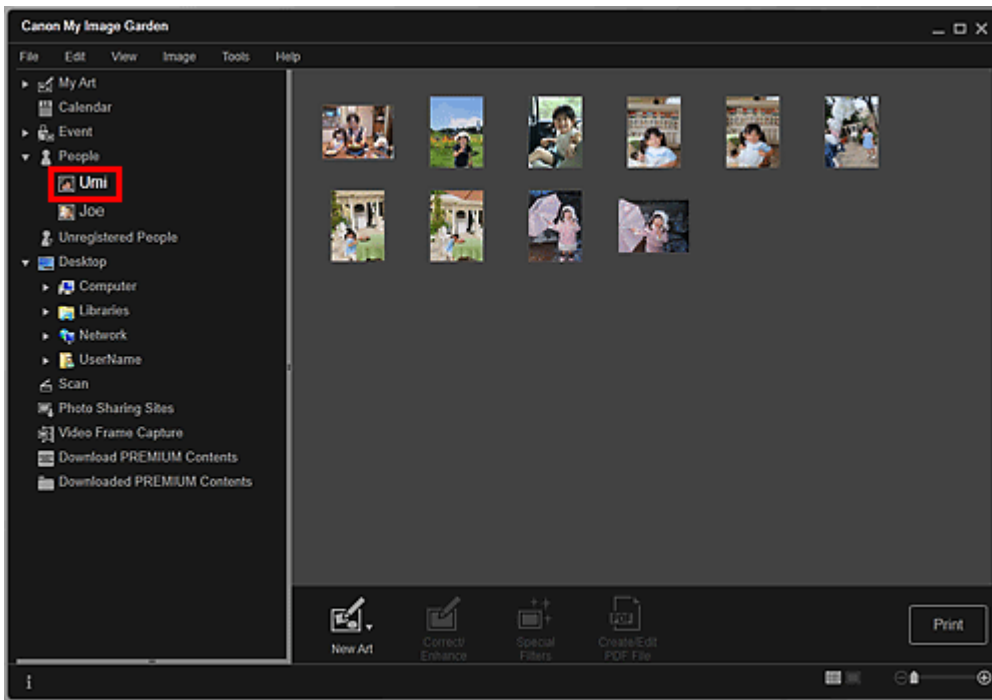 Canon My Image Garden
File Edit View Image Tools Help
My Art
Calendar
Event
People
Umi
Joe
Unregistered People
Desktop
Computer
Libraries
Network
UserName
Scan
Photo Sharing Sites
Video Frame Capture
Download PREMIUM Contents
Downloaded PREMIUM Contents
New Art
Correct/
Enhance
Special
Filters
PDF
Create/Edit
PDF File
Print